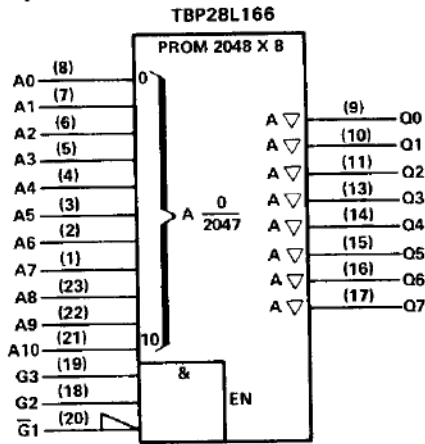 TBP28L166
PROM 2048 X 8
A0 (8) 0
A1 (7)
A2 (6)
A3 (5)
A4 (4)
A5 (3)
A6 (2)
A7 (1)
A8 (23)
A9 (22)
A10 (21) 10
A 0/2047
G3 (19) &
G2 (18) EN
G̅1 (20)
A ▽ (9) Q0
A ▽ (10) Q1
A ▽ (11) Q2
A ▽ (13) Q3
A ▽ (14) Q4
A ▽ (15) Q5
A ▽ (16) Q6
A ▽ (17) Q7